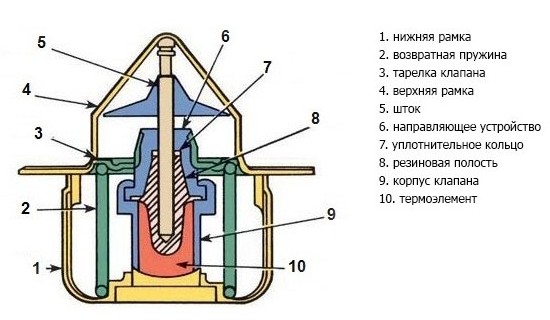 1. нижняя рамка
2. возвратная пружина
3. тарелка клапана
4. верхняя рамка
5. шток
6. направляющее устройство
7. уплотнительное кольцо
8. резиновая полость
9. корпус клапана
10. термоэлемент
5
6
7
4
8
3
2
9
1
10